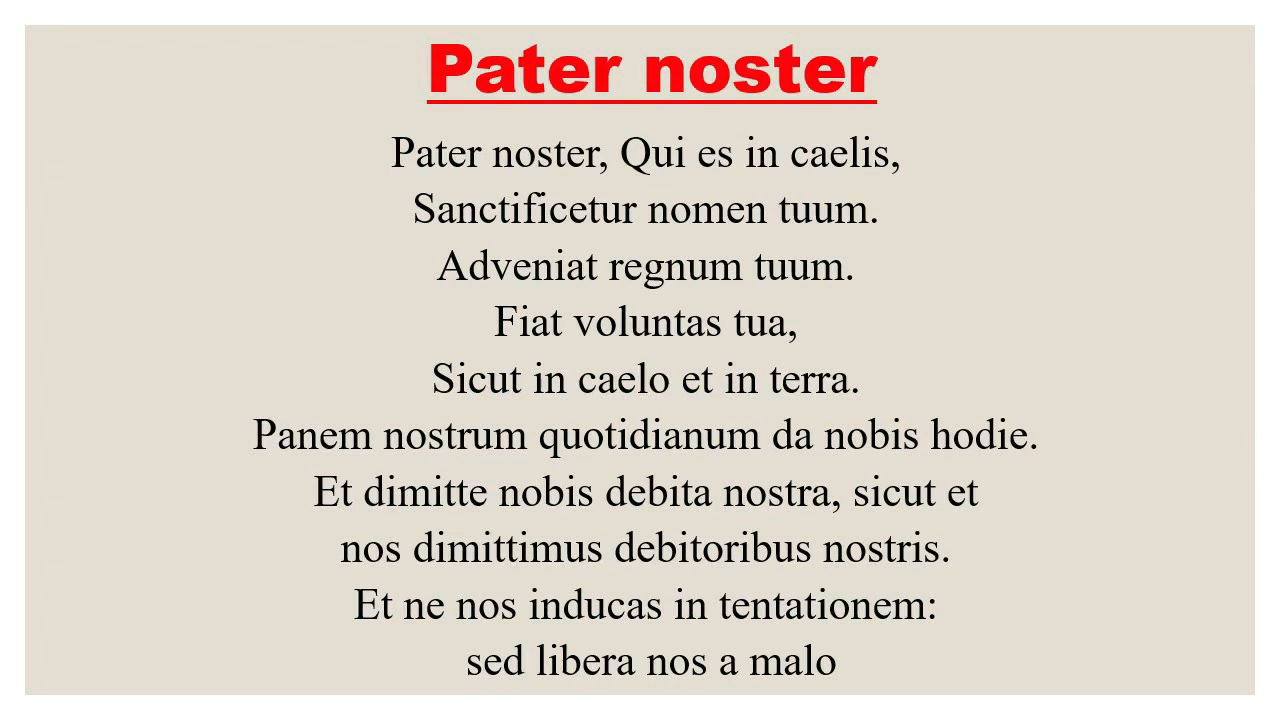 Pater noster
Pater noster, Qui es in caelis,
Sanctificetur nomen tuum.
Adveniat regnum tuum.
Fiat voluntas tua,
Sicut in caelo et in terra.
Panem nostrum quotidianum da nobis hodie.
Et dimitte nobis debita nostra, sicut et
nos dimittimus debitoribus nostris.
Et ne nos inducas in tentationem:
sed libera nos a malo